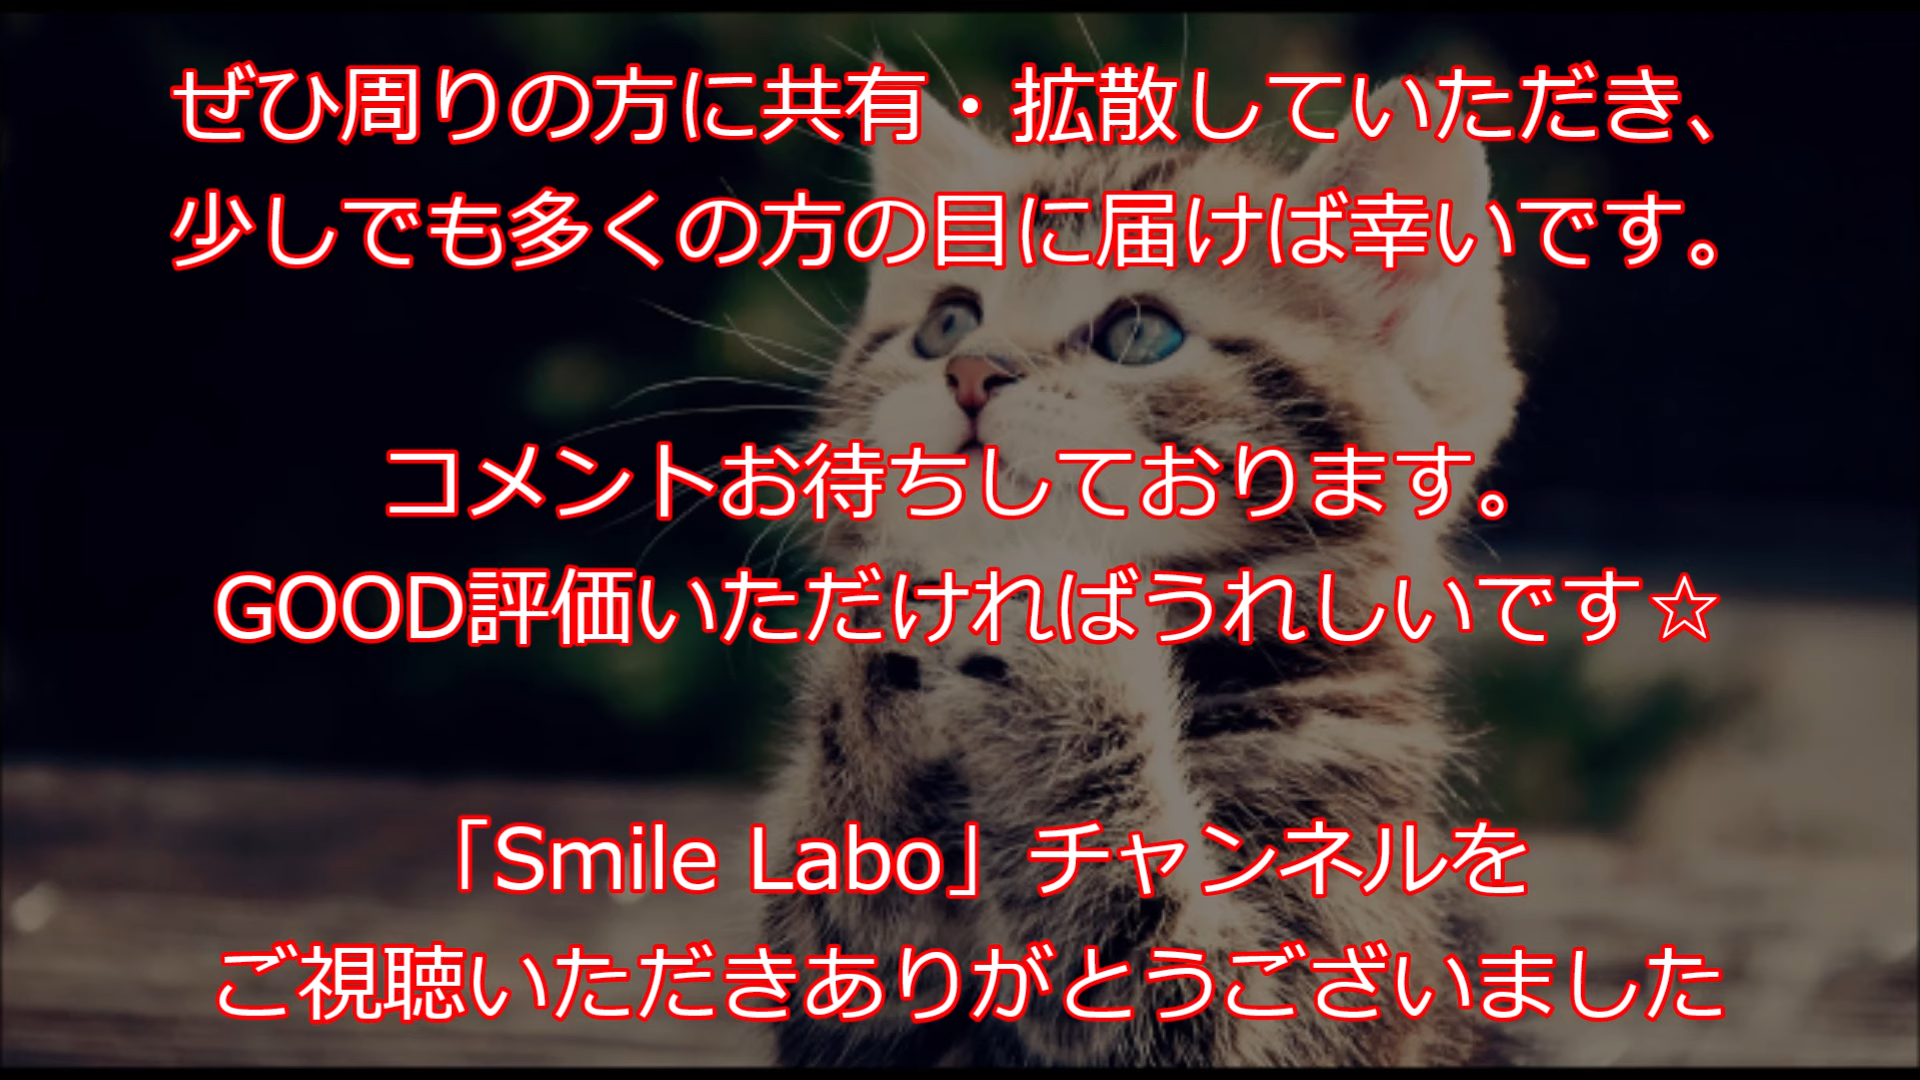 ぜひ周りの方に共有・拡散していただき、
少しでも多くの方の目に届けば幸いです。
コメントお待ちしております。
GOOD評価いただければうれしいです☆
「Smile Labo」チャンネルを
ご視聴いただきありがとうございました